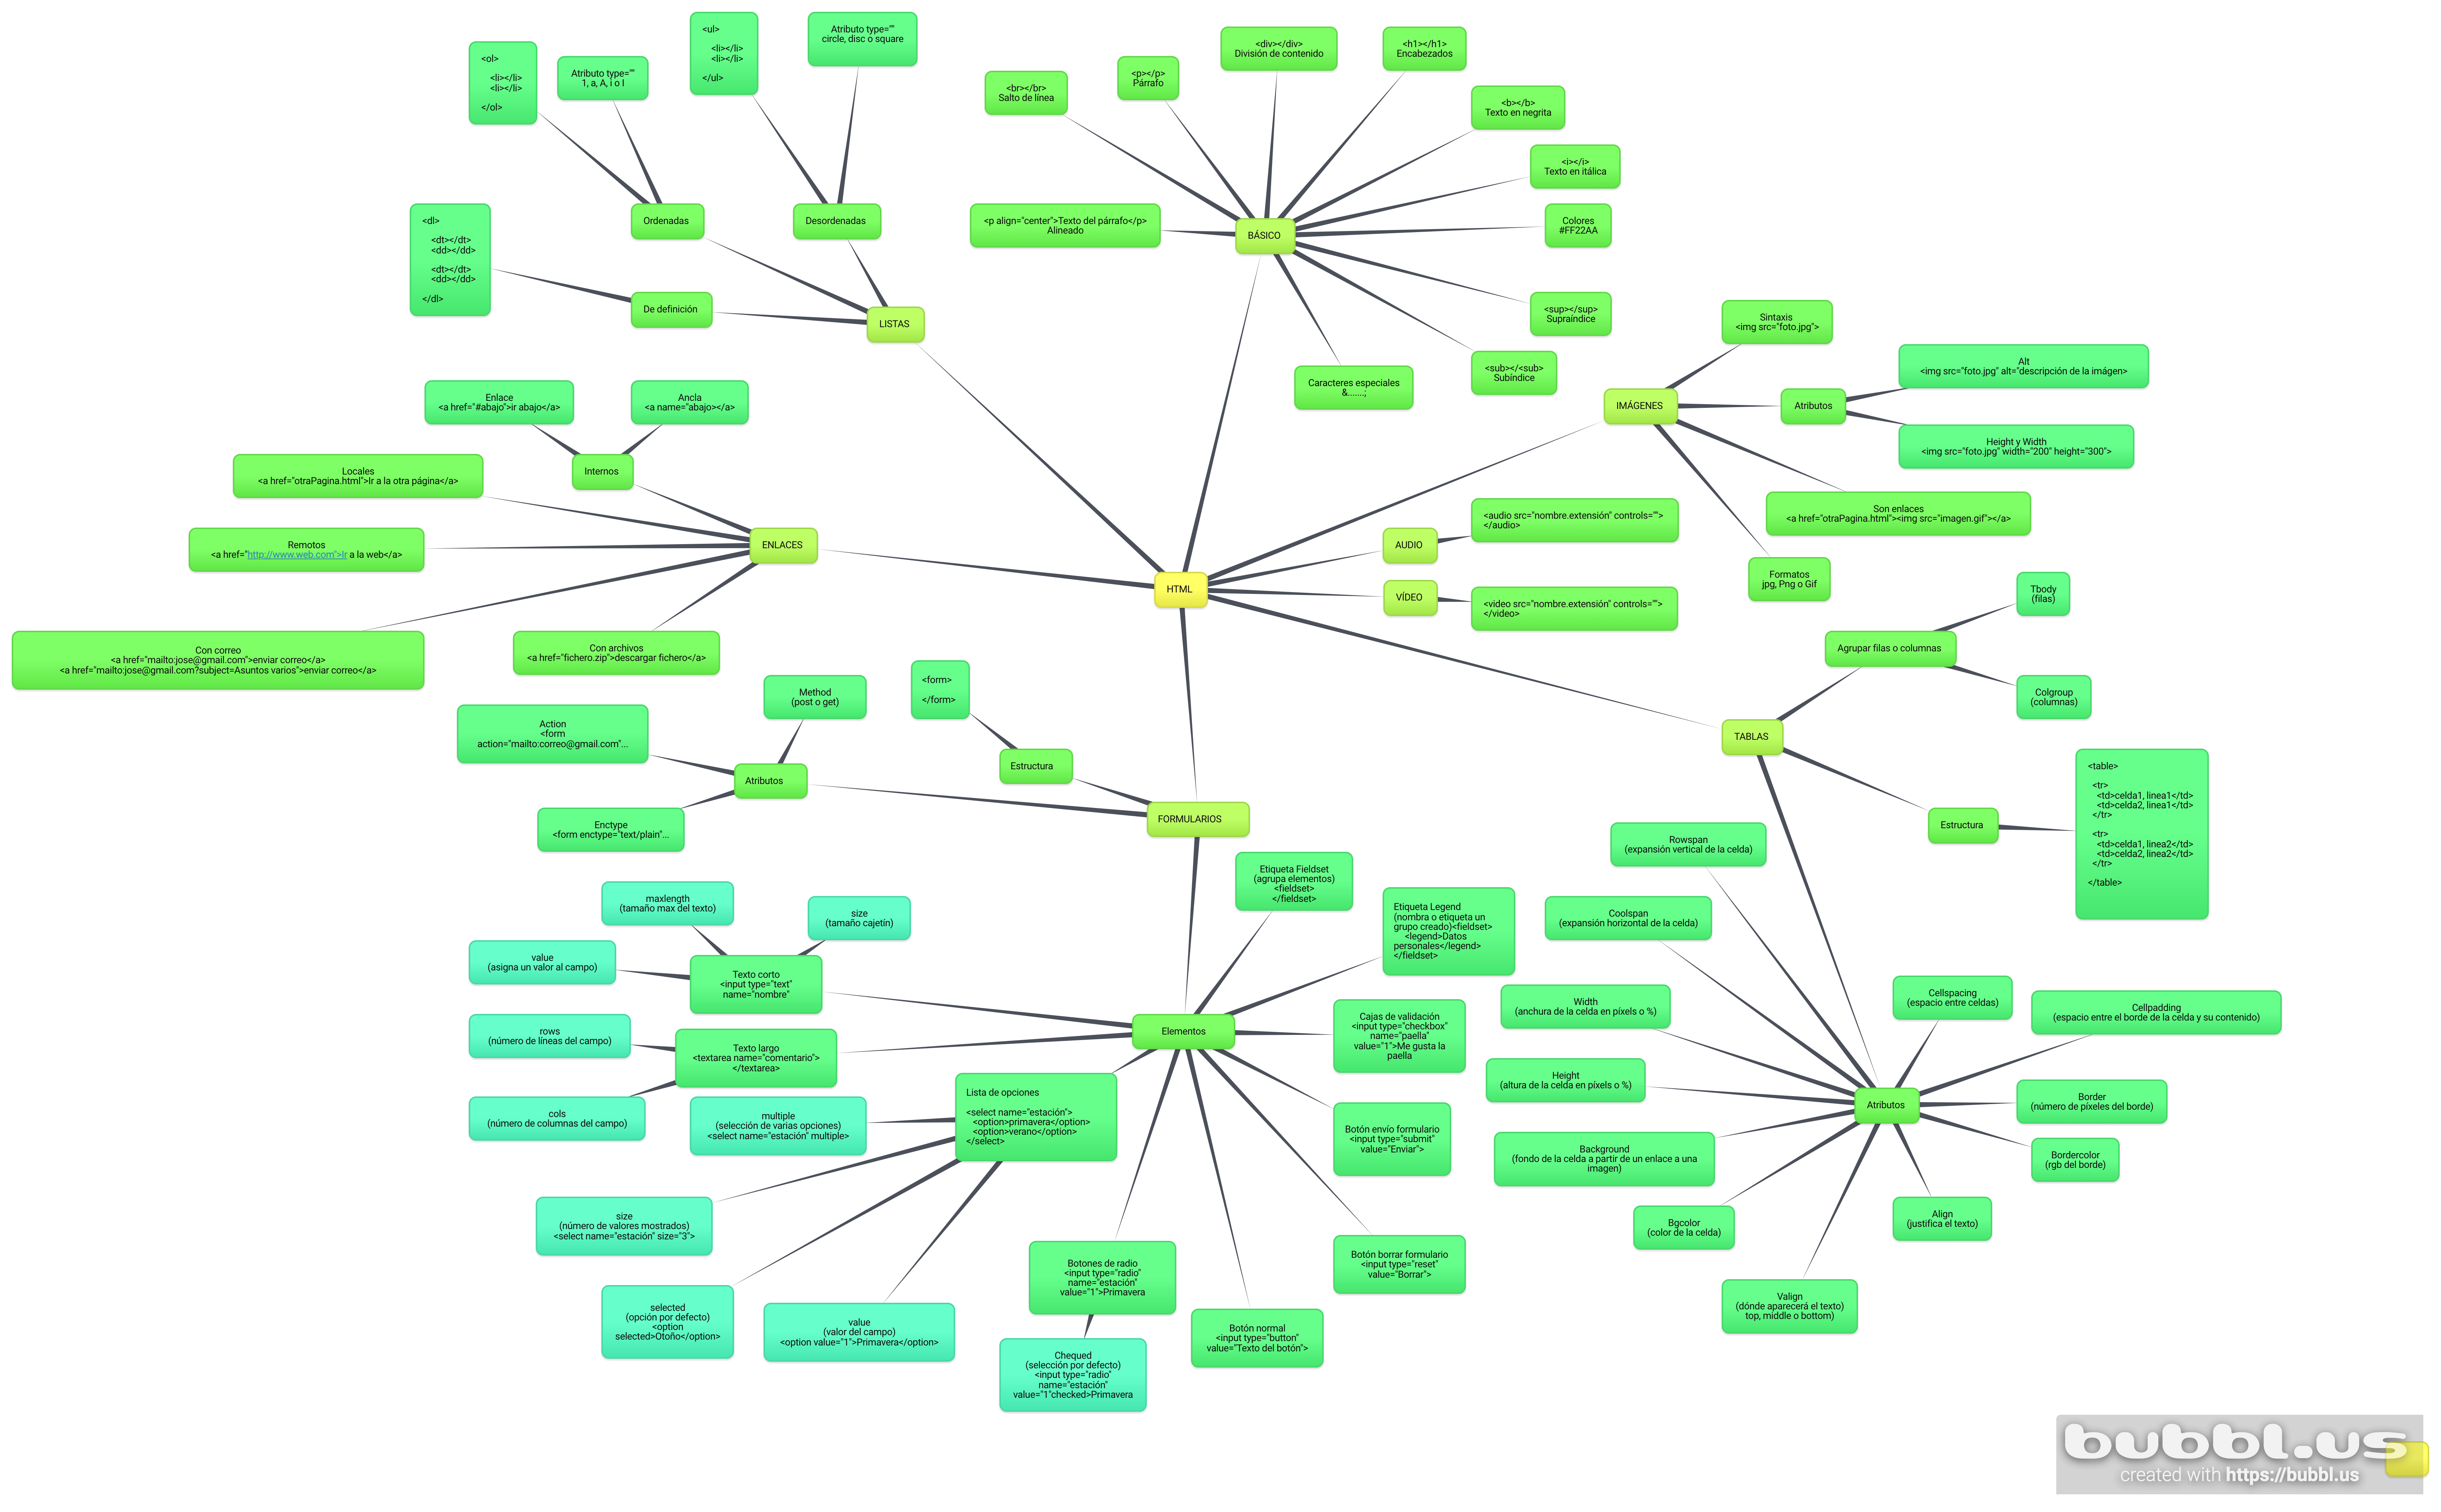 HTML
LISTAS
Ordenadas
<ol>
<li></li>
<li></li>
</ol>
Atributo type=""
1, a, A, i o I
Desordenadas
<ul>
<li></li>
<li></li>
</ul>
Atributo type=""
circle, disc o square
De definición
<dl>
<dt></dt>
<dd></dd>
<dt></dt>
<dd></dd>
</dl>
BÁSICO
<p align="center">Texto del párrafo</p>
Alineado
<br></br>
Salto de línea
<p></p>
Párrafo
<div></div>
División de contenido
<h1></h1>
Encabezados
<b></b>
Texto en negrita
<i></i>
Texto en itálica
Colores
#FF22AA
<sup></sup>
Supraíndice
<sub></<sub>
Subíndice
Caracteres especiales
&.......;
IMÁGENES
Sintaxis
<img src="foto.jpg">
Atributos
Alt
<img src="foto.jpg" alt="descripción de la imágen>
Height y Width
<img src="foto.jpg" width="200" height="300">
Son enlaces
<a href="otraPagina.html"><img src="imagen.gif"></a>
Formatos
jpg, Png o Gif
AUDIO
<audio src="nombre.extensión" controls="">
</audio>
VÍDEO
<video src="nombre.extensión" controls="">
</video>
ENLACES
Internos
Enlace
<a href="#abajo">ir abajo</a>
Ancla
<a name="abajo></a>
Locales
<a href="otraPagina.html">Ir a la otra página</a>
Remotos
<a href="http://www.web.com">Ir a la web</a>
Con correo
<a href="mailto:jose@gmail.com">enviar correo</a>
<a href="mailto:jose@gmail.com?subject=Asuntos varios">enviar correo</a>
Con archivos
<a href="fichero.zip">descargar fichero</a>
TABLAS
Agrupar filas o columnas
Tbody
(filas)
Colgroup
(columnas)
Estructura
<table>
<tr>
<td>celda1, linea1</td>
<td>celda2, linea1</td>
</tr>
<tr>
<td>celda1, linea2</td>
<td>celda2, linea2</td>
</tr>
</table>
Atributos
Rowspan
(expansión vertical de la celda)
Coolspan
(expansión horizontal de la celda)
Width
(anchura de la celda en píxels o %)
Height
(altura de la celda en píxels o %)
Background
(fondo de la celda a partir de un enlace a una
imagen)
Bgcolor
(color de la celda)
Valign
(dónde aparecerá el texto)
top, middle o bottom)
Align
(justifica el texto)
Bordercolor
(rgb del borde)
Border
(número de píxeles del borde)
Cellpadding
(espacio entre el borde de la celda y su contenido)
Cellspacing
(espacio entre celdas)
FORMULARIOS
Estructura
<form>
</form>
Atributos
Method
(post o get)
Action
<form
action="mailto:correo@gmail.com"...
Enctype
<form enctype="text/plain"...
Elementos
Etiqueta Fieldset
(agrupa elementos)
<fieldset>
</fieldset>
Etiqueta Legend
(nombra o etiqueta un
grupo creado)<fieldset>
<legend>Datos
personales</legend>
</fieldset>
Cajas de validación
<input type="checkbox"
name="paella"
value="1">Me gusta la
paella
Botón envío formulario
<input type="submit"
value="Enviar">
Botón borrar formulario
<input type="reset"
value="Borrar">
Botón normal
<input type="button"
value="Texto del botón">
Botones de radio
<input type="radio"
name="estación"
value="1">Primavera
Chequed
(selección por defecto)
<input type="radio"
name="estación"
value="1"checked>Primavera
Lista de opciones
<select name="estación">
<option>primavera</option>
<option>verano</option>
</select>
multiple
(selección de varias opciones)
<select name="estación" multiple>
size
(número de valores mostrados)
<select name="estación" size="3">
selected
(opción por defecto)
<option
selected>Otoño</option>
value
(valor del campo)
<option value="1">Primavera</option>
Texto largo
<textarea name="comentario">
</textarea>
rows
(número de líneas del campo)
cols
(número de columnas del campo)
Texto corto
<input type="text"
name="nombre"
maxlength
(tamaño max del texto)
size
(tamaño cajetín)
value
(asigna un valor al campo)
bubbl.us
created with https://bubbl.us